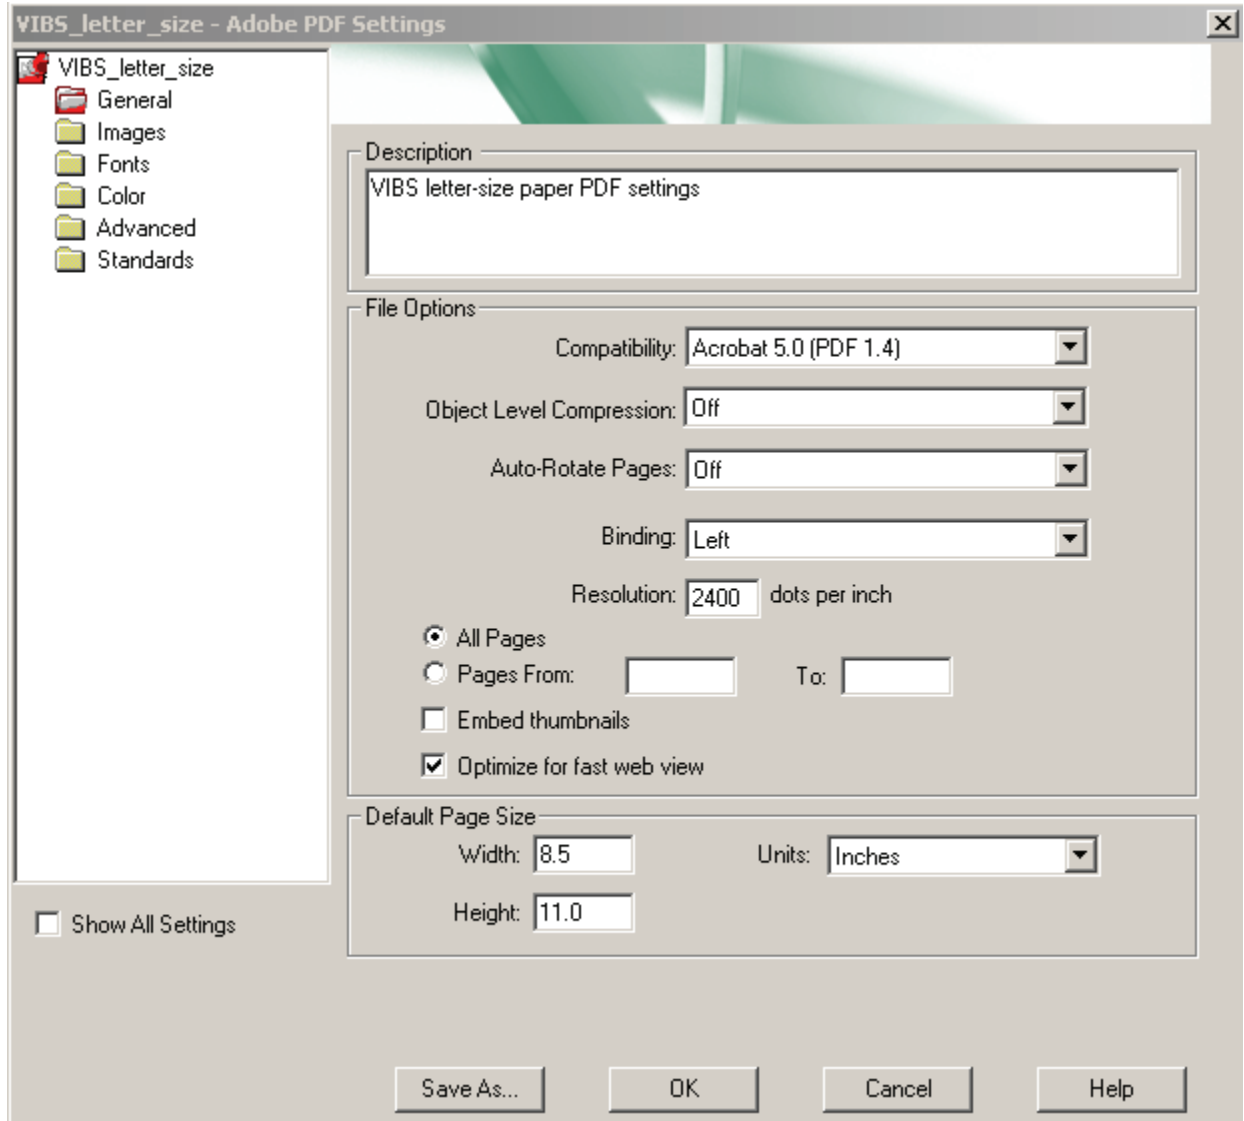 VIBS_letter_size - Adobe PDF Settings
VIBS_letter_size
General
Images
Fonts
Color
Advanced
Standards
Show All Settings
Description
VIBS letter-size paper PDF settings
File Options
Compatibility: Acrobat 5.0 (PDF 1.4)
Object Level Compression: Off
Auto-Rotate Pages: Off
Binding: Left
Resolution: 2400 dots per inch
All Pages
Pages From: To:
Embed thumbnails
Optimize for fast web view
Default Page Size
Width: 8.5 Units: Inches
Height: 11.0
Save As... OK Cancel Help